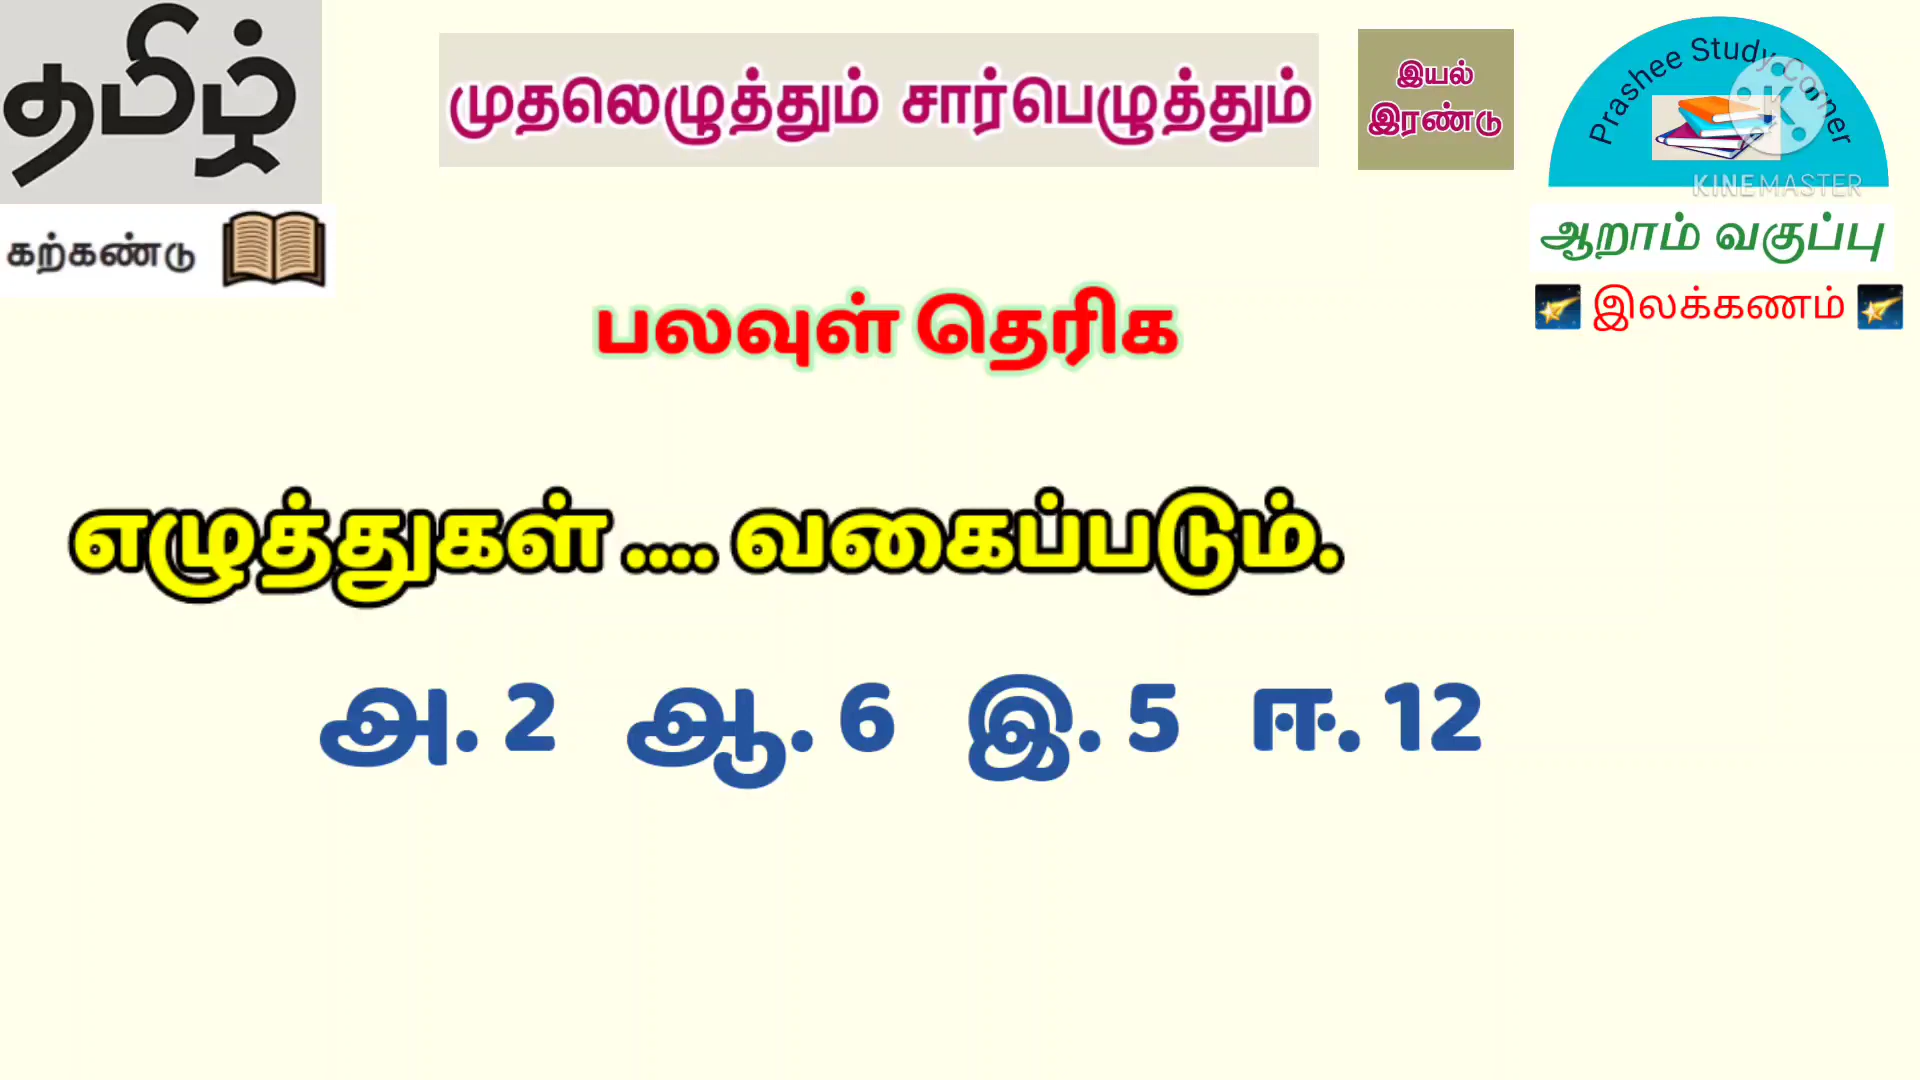 தமிழ்
முதலெழுத்தும் சார்பெழுத்தும்
இயல்
இரண்டு
Prashee Study Corner
KINEMASTER
கற்கண்டு
ஆறாம் வகுப்பு
இலக்கணம்
பலவுள் தெரிக
எழுத்துகள் .... வகைப்படும்.
அ. 2 ஆ. 6 இ. 5 ஈ. 12